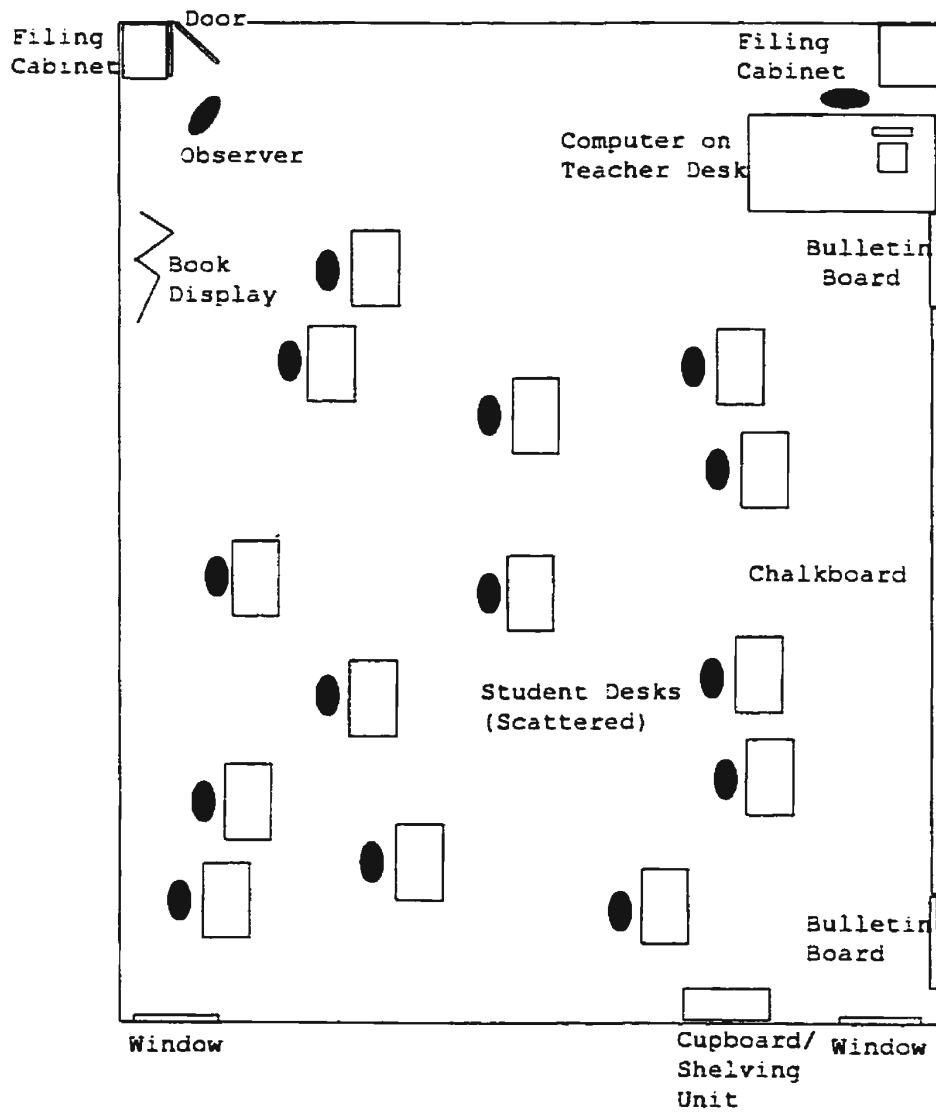 Door
Filing
Cabinet
Filing
Cabinet
Observer
Computer on
Teacher Desk
Book
Display
Bulletin
Board
Chalkboard
Student Desks
(Scattered)
Bulletin
Board
Window
Cupboard/
Shelving
Unit
Window